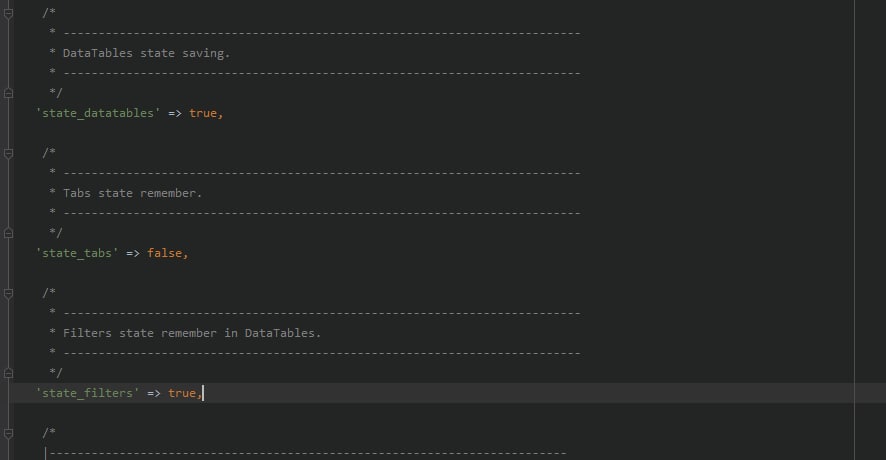 /*
 * --------------------------------------------------------------------------
 * DataTables state saving.
 * --------------------------------------------------------------------------
 */
'state_datatables' => true,
/*
 * --------------------------------------------------------------------------
 * Tabs state remember.
 * --------------------------------------------------------------------------
 */
'state_tabs' => false,
/*
 * --------------------------------------------------------------------------
 * Filters state remember in DataTables.
 * --------------------------------------------------------------------------
 */
'state_filters' => true,
/*
|--------------------------------------------------------------------------